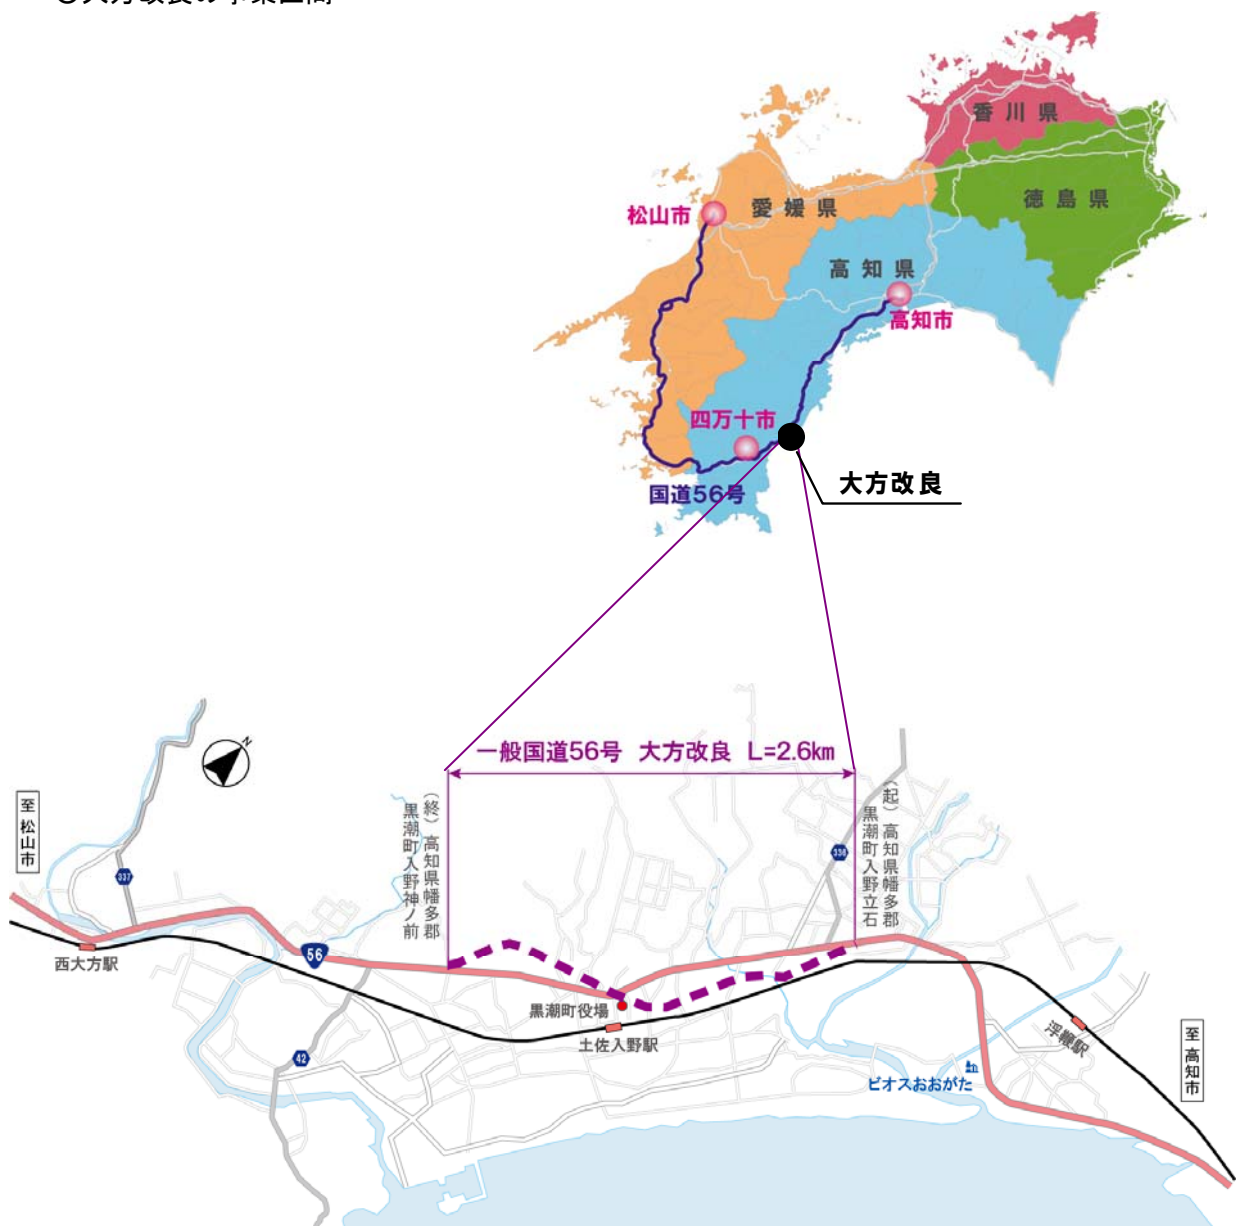 香川県
徳島県
愛媛県
松山市
高知県
高知市
四万十市
国道56号
大方改良
一般国道56号 大方改良 L=2.6km
N
至松山市
337
(終)高知県幡多郡
黒潮町入野神ノ前
338
(起)高知県幡多郡
黒潮町入野立石
56
西大方駅
黒潮町役場
土佐入野駅
42
浮鞭駅
ビオスおおがた
至高知市